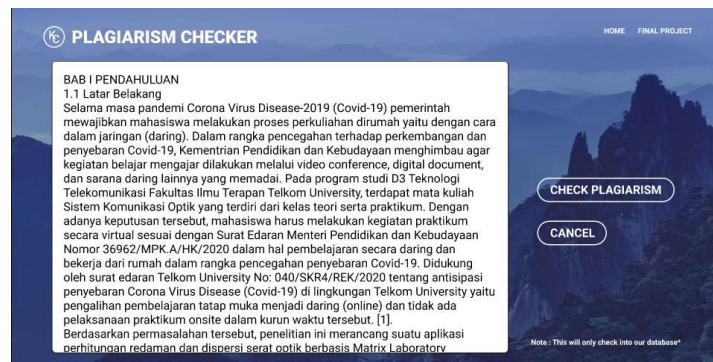 KC PLAGIARISM CHECKER
HOME FINAL PROJECT
BAB I PENDAHULUAN
1.1 Latar Belakang
Selama masa pandemi Corona Virus Disease-2019 (Covid-19) pemerintah
mewajibkan mahasiswa melakukan proses perkuliahan dirumah yaitu dengan cara
dalam jaringan (daring). Dalam rangka pencegahan terhadap perkembangan dan
penyebaran Covid-19, Kementrian Pendidikan dan Kebudayaan menghimbau agar
kegiatan belajar mengajar dilakukan melalui video conference, digital document,
dan sarana daring lainnya yang memadai. Pada program studi D3 Teknologi
Telekomunikasi Fakultas Ilmu Terapan Telkom University, terdapat mata kuliah
Sistem Komunikasi Optik yang terdiri dari kelas teori serta praktikum. Dengan
adanya keputusan tersebut, mahasiswa harus melakukan kegiatan praktikum
secara virtual sesuai dengan Surat Edaran Menteri Pendidikan dan Kebudayaan
Nomor 36962/MPK.A/HK/2020 dalam hal pembelajaran secara daring dan
bekerja dari rumah dalam rangka pencegahan penyebaran Covid-19. Didukung
oleh surat edaran Telkom University No: 040/SKR4/REK/2020 tentang antisipasi
penyebaran Corona Virus Disease (Covid-19) di lingkungan Telkom University yaitu
pengalihan pembelajaran tatap muka menjadi daring (online) dan tidak ada
pelaksanaan praktikum onsite dalam kurun waktu tersebut. [1].
Berdasarkan permasalahan tersebut, penelitian ini merancang suatu aplikasi
perhitungan redaman dan dispersi serat optik berbasis Matrix Laboratory
CHECK PLAGIARISM
CANCEL
Note : This will only check into our database*